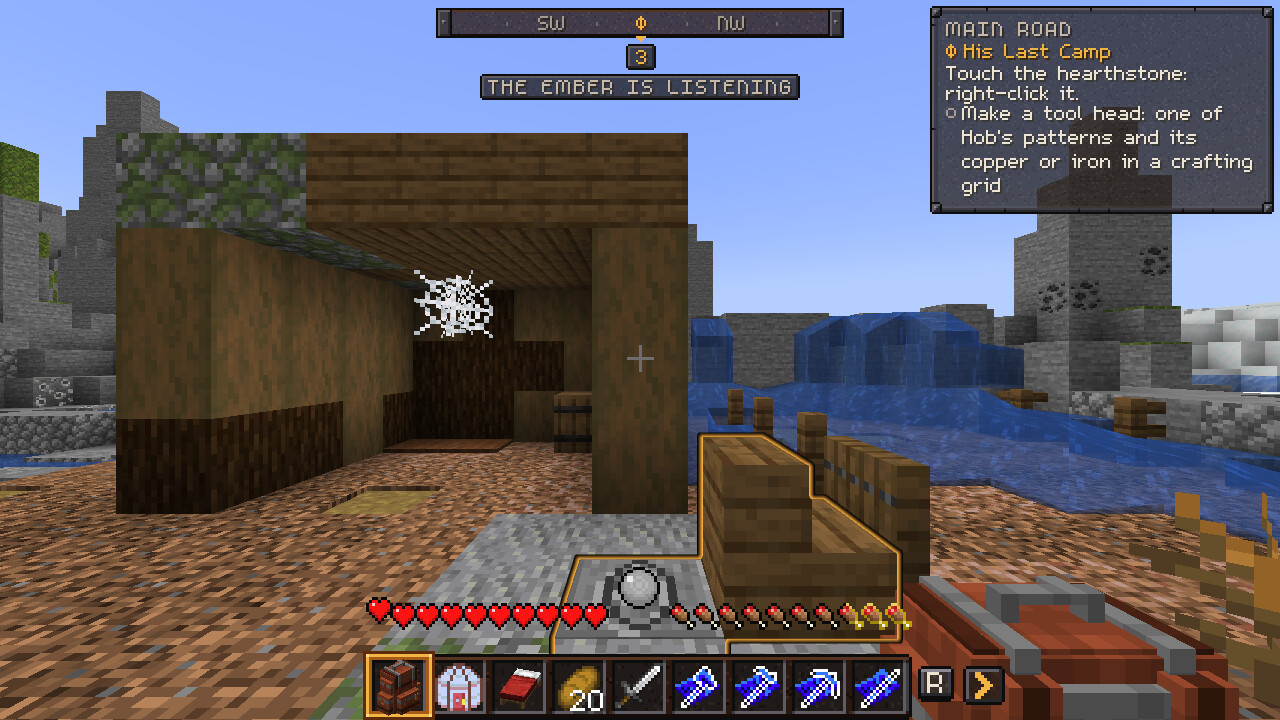 SW
NW
3
THE EMBER IS LISTENING
MAIN ROAD
His Last Camp
Touch the hearthstone:
right-click it.
Make a tool head: one of
Hob's patterns and its
copper or iron in a crafting
grid
20
R